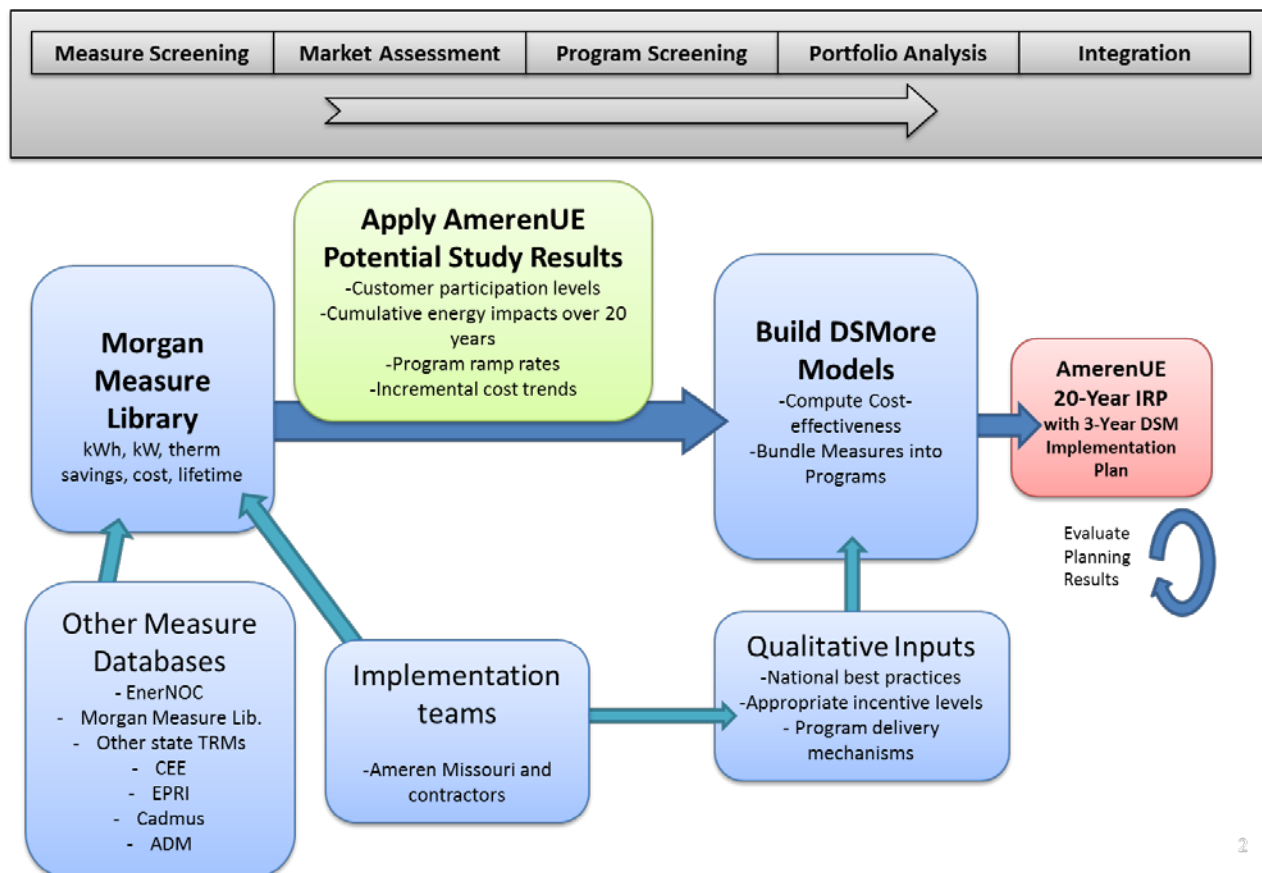 Measure Screening
Market Assessment
Program Screening
Portfolio Analysis
Integration
Apply AmerenUE
Potential Study Results
-Customer participation levels
-Cumulative energy impacts over 20
years
-Program ramp rates
-Incremental cost trends
Morgan
Measure
Library
kWh, kW, therm
savings, cost, lifetime
Build DSMore
Models
-Compute Cost-
effectiveness
-Bundle Measures into
Programs
AmerenUE
20-Year IRP
with 3-Year DSM
Implementation
Plan
Evaluate
Planning
Results
Other Measure
Databases
- EnerNOC
- Morgan Measure Lib.
- Other state TRMs
- CEE
- EPRI
- Cadmus
- ADM
Implementation
teams
-Ameren Missouri and
contractors
Qualitative Inputs
-National best practices
-Appropriate incentive levels
- Program delivery
mechanisms
2